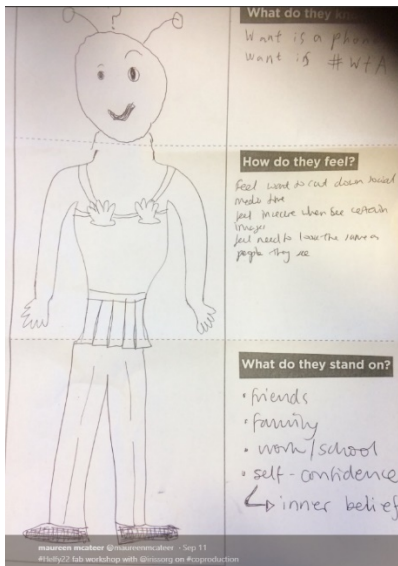 ?
What do they kn
What is a phon
Want is #WtA
How do they feel?
Feel want to cut down social
media time
feel insecure when see certain
images
feel need to look the same as
people they see
What do they stand on?
• friends
• family
• work/school
• self-confidence
↳ inner belief
maureen mcateer @maureenmcateer · Sep 11
#Hetty22 fab workshop with @irissorg on #coproduction